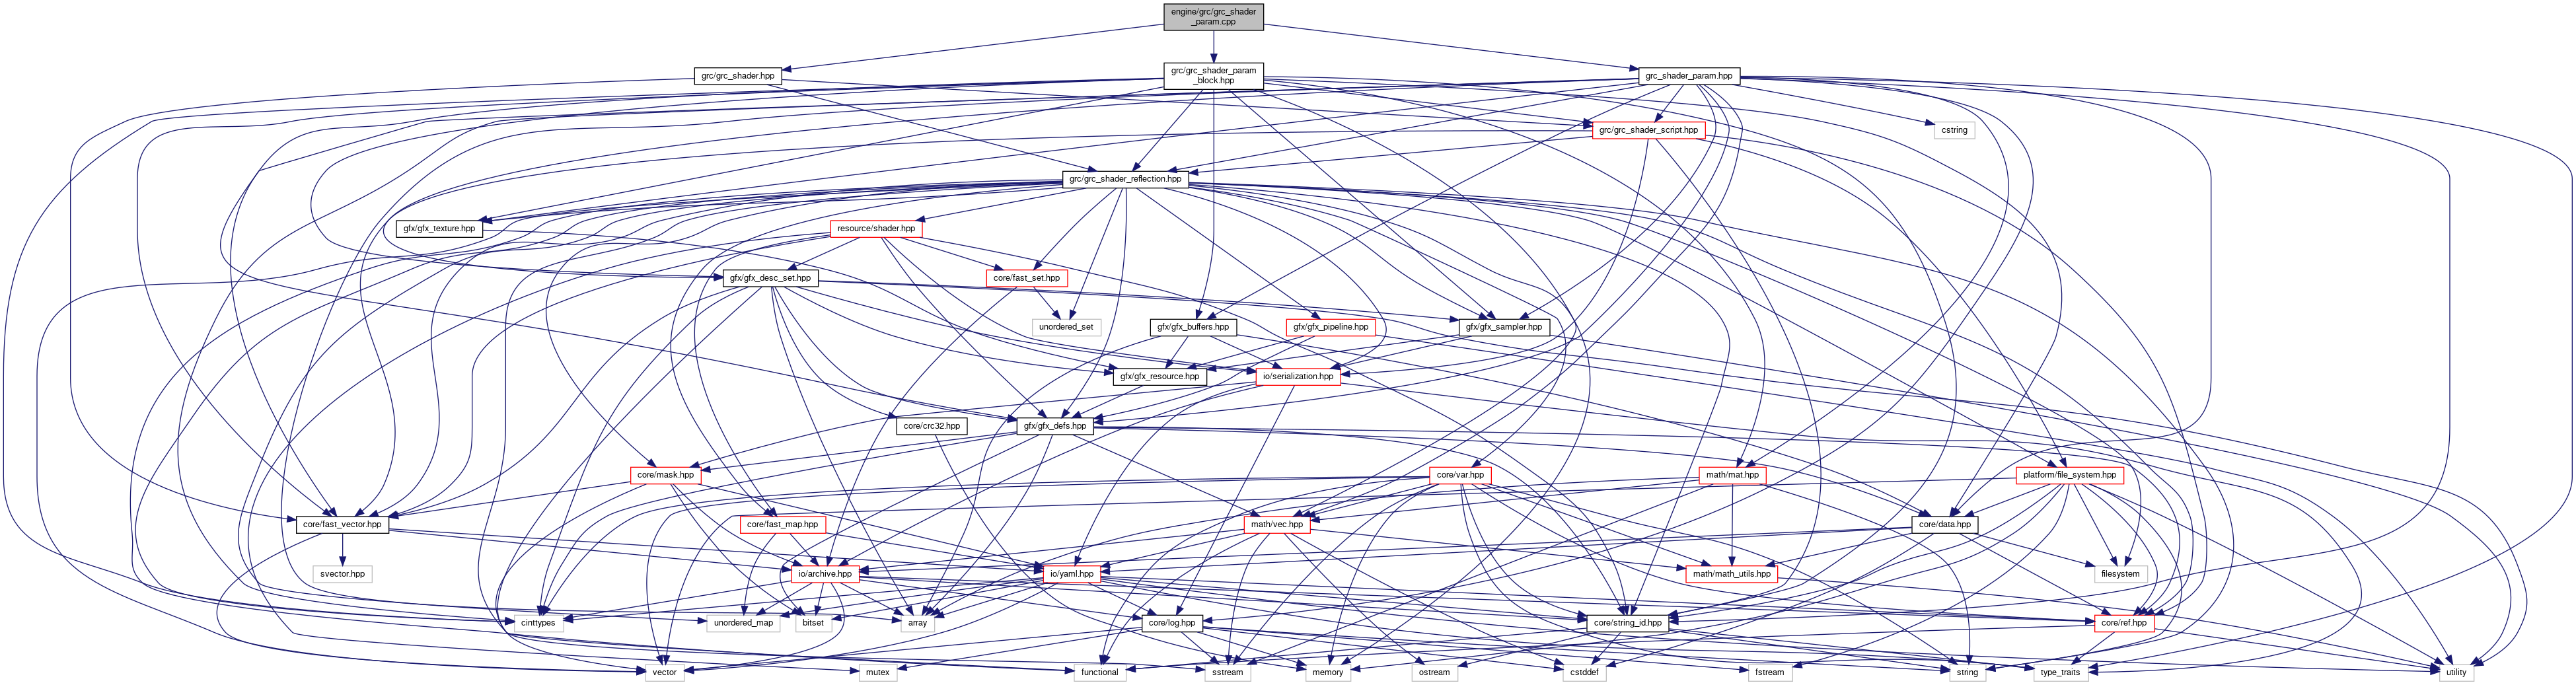 engine/grc/grc_shader
_param.cpp
grc/grc_shader.hpp
grc/grc_shader_param
_block.hpp
grc_shader_param.hpp
grc/grc_shader_script.hpp
cstring
grc/grc_shader_reflection.hpp
gfx/gfx_texture.hpp
resource/shader.hpp
gfx/gfx_desc_set.hpp
core/fast_set.hpp
unordered_set
gfx/gfx_buffers.hpp
gfx/gfx_pipeline.hpp
gfx/gfx_sampler.hpp
gfx/gfx_resource.hpp
io/serialization.hpp
core/crc32.hpp
gfx/gfx_defs.hpp
core/mask.hpp
core/var.hpp
math/mat.hpp
platform/file_system.hpp
core/fast_vector.hpp
core/fast_map.hpp
math/vec.hpp
core/data.hpp
svector.hpp
io/archive.hpp
io/yaml.hpp
math/math_utils.hpp
filesystem
cinttypes
unordered_map
bitset
array
core/log.hpp
core/string_id.hpp
core/ref.hpp
vector
mutex
functional
sstream
memory
ostream
cstddef
fstream
string
type_traits
utility